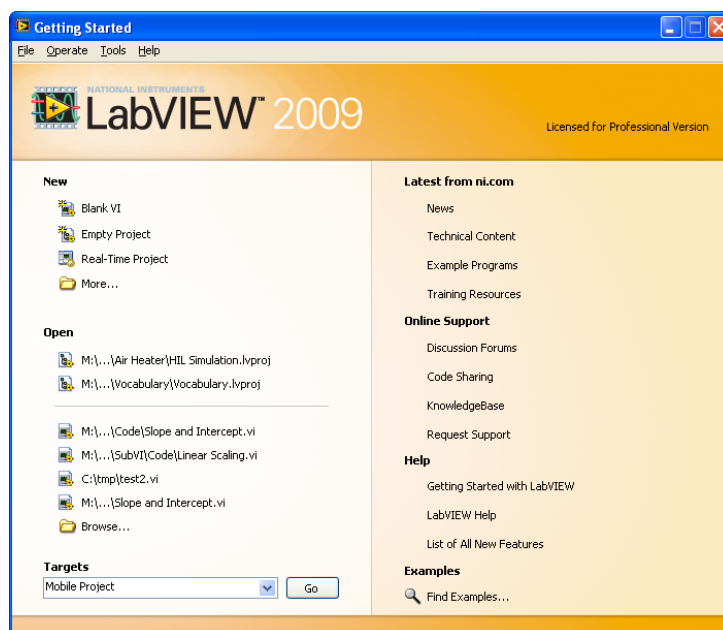 Getting Started
File Operate Tools Help
NATIONAL INSTRUMENTS
LabVIEW™ 2009
Licensed for Professional Version
New
Blank VI
Empty Project
Real-Time Project
More...
Open
M:\...\Air Heater\HIL Simulation.lvproj
M:\...\Vocabulary\Vocabulary.lvproj
M:\...\Code\Slope and Intercept.vi
M:\...\SubVI\Code\Linear Scaling.vi
C:\tmp\test2.vi
M:\...\Slope and Intercept.vi
Browse...
Targets
Mobile Project Go
Latest from ni.com
News
Technical Content
Example Programs
Training Resources
Online Support
Discussion Forums
Code Sharing
KnowledgeBase
Request Support
Help
Getting Started with LabVIEW
LabVIEW Help
List of All New Features
Examples
Find Examples...